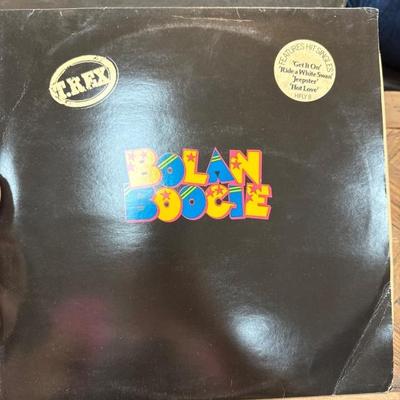 T.REX
FEATURES HIT SINGLES
'Get It On'
'Ride a White Swan'
'Jeepster'
'Hot Love'
HIFLY 8
BOLAN
BOOGIE